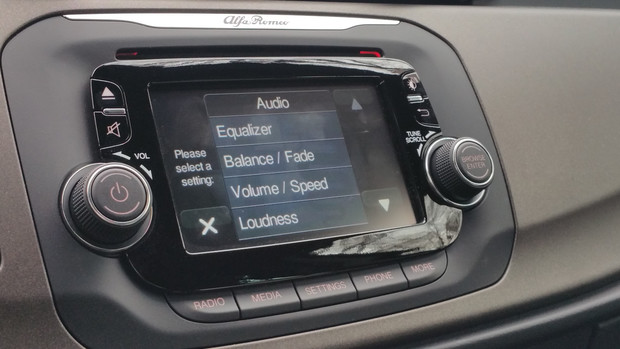 Alfa Romeo
Audio
Please
select a
setting:
Equalizer
Balance / Fade
Volume / Speed
Loudness
VOL
TUNE
SCROLL
BROWSE
ENTER
RADIO
MEDIA
SETTINGS
PHONE
MORE